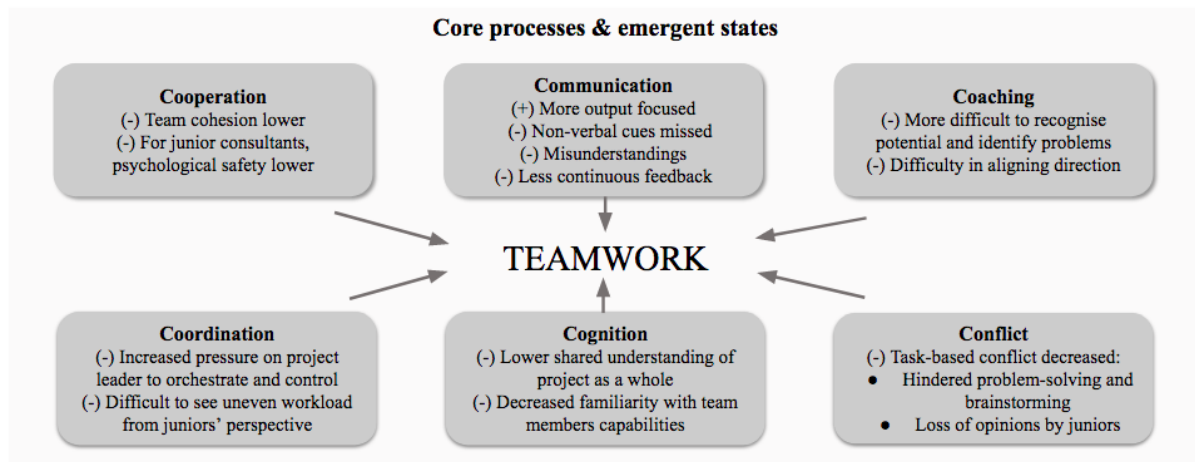 Core processes & emergent states
Cooperation
(-) Team cohesion lower
(-) For junior consultants,
psychological safety lower
Communication
(+) More output focused
(-) Non-verbal cues missed
(-) Misunderstandings
(-) Less continuous feedback
Coaching
(-) More difficult to recognise
potential and identify problems
(-) Difficulty in aligning direction
TEAMWORK
Coordination
(-) Increased pressure on project
leader to orchestrate and control
(-) Difficult to see uneven workload
from juniors’ perspective
Cognition
(-) Lower shared understanding of
project as a whole
(-) Decreased familiarity with team
members capabilities
Conflict
(-) Task-based conflict decreased:
● Hindered problem-solving and
brainstorming
● Loss of opinions by juniors